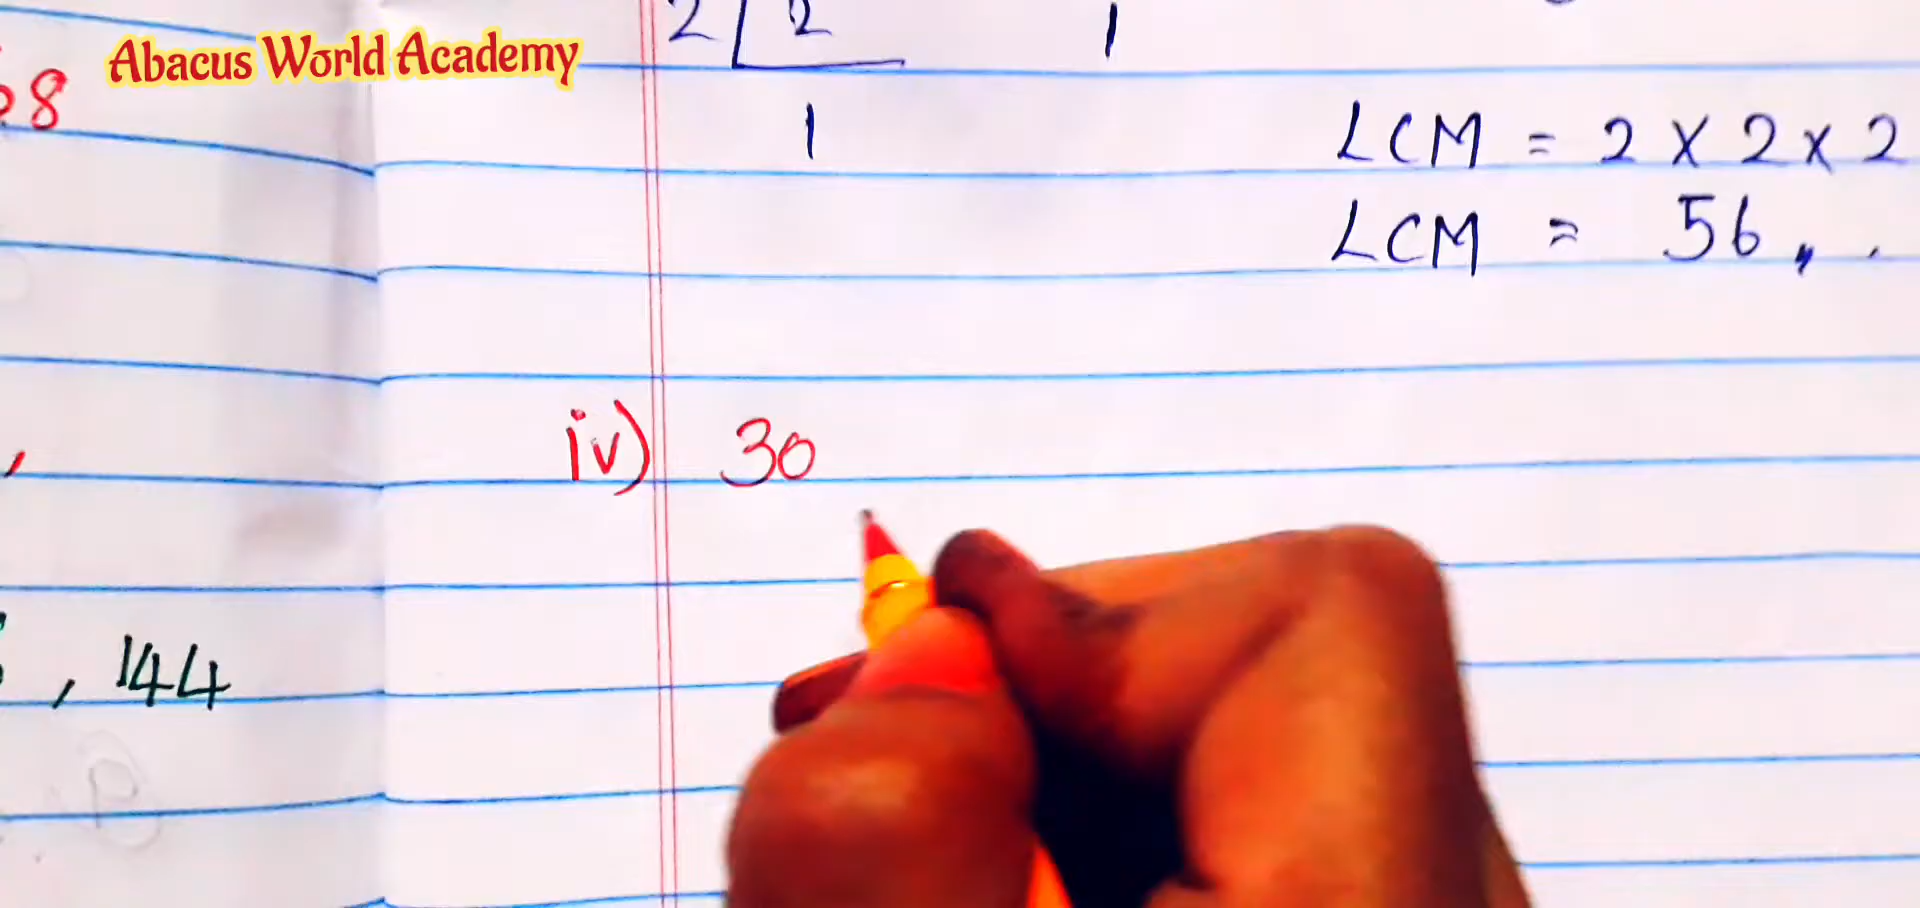 Abacus World Academy
8
2 2
1
1
LCM = 2 × 2 × 2
LCM = 56
iv) 30
, 144